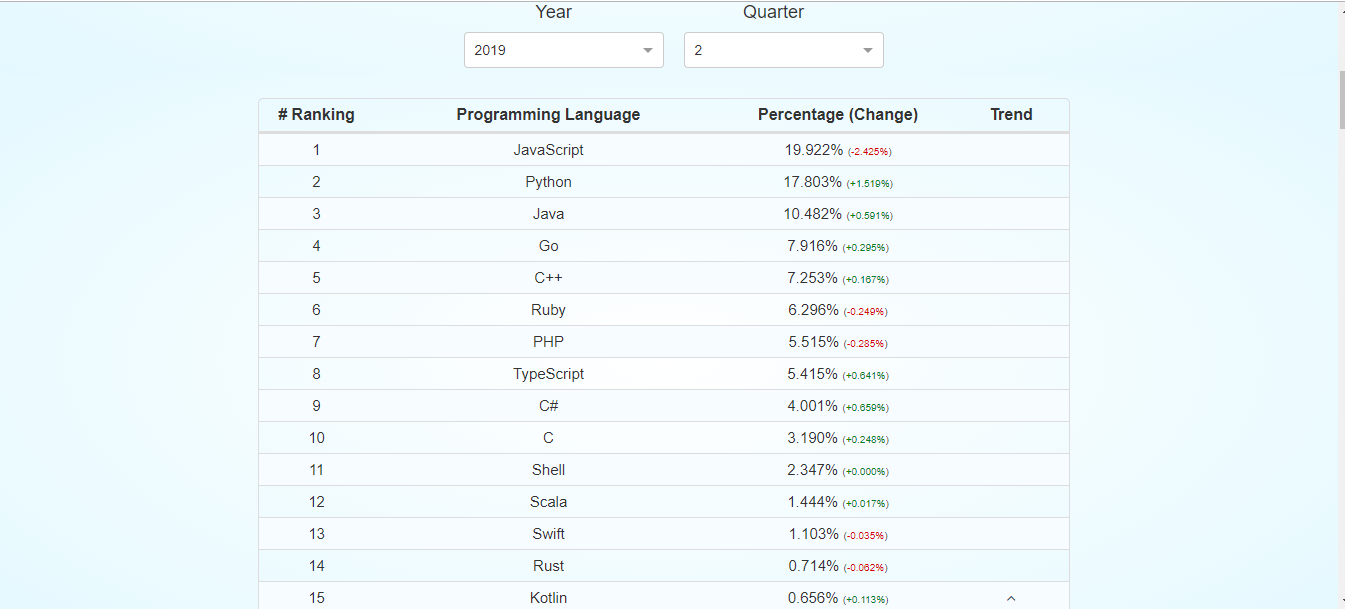 Year Quarter
2019 2
# Ranking Programming Language Percentage (Change) Trend
1 JavaScript 19.922% (-2.425%)
2 Python 17.803% (+1.519%)
3 Java 10.482% (+0.591%)
4 Go 7.916% (+0.295%)
5 C++ 7.253% (+0.167%)
6 Ruby 6.296% (-0.249%)
7 PHP 5.515% (-0.285%)
8 TypeScript 5.415% (+0.641%)
9 C# 4.001% (+0.659%)
10 C 3.190% (+0.248%)
11 Shell 2.347% (+0.000%)
12 Scala 1.444% (+0.017%)
13 Swift 1.103% (-0.035%)
14 Rust 0.714% (-0.062%)
15 Kotlin 0.656% (+0.113%)